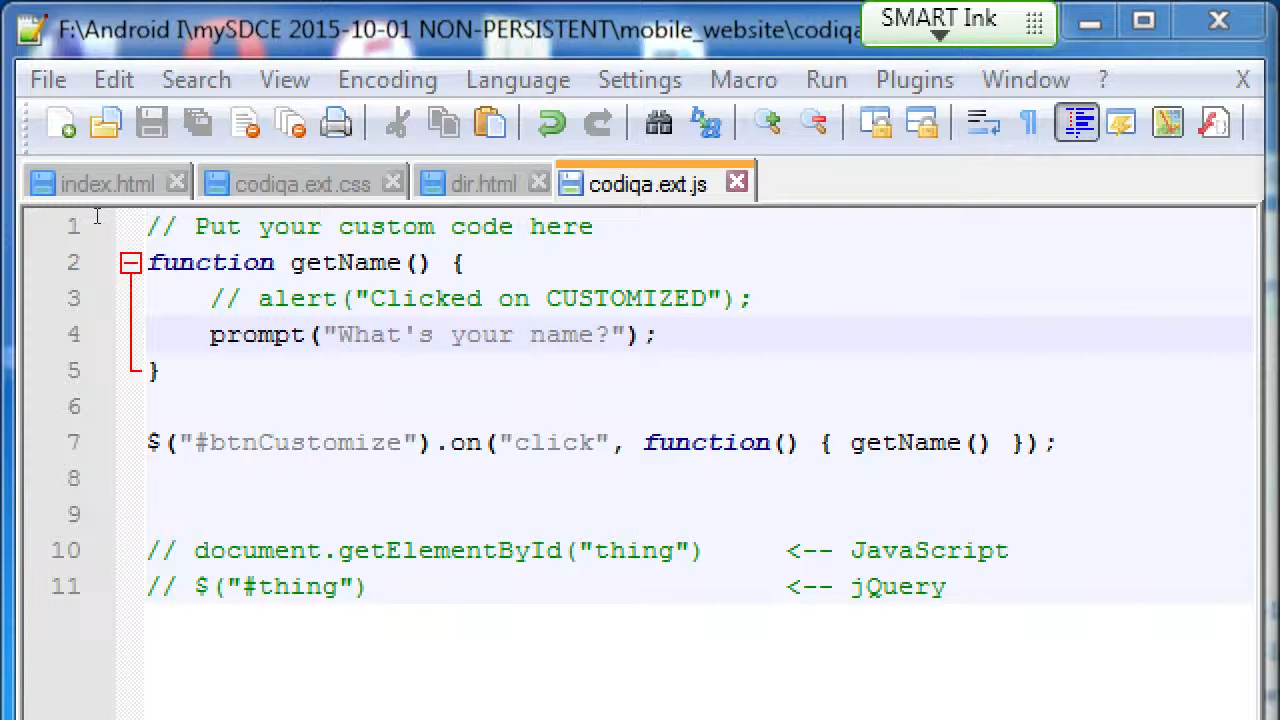 F:\Android I\mySDCE 2015-10-01 NON-PERSISTENT\mobile_website\codiqa
SMART Ink
File Edit Search View Encoding Language Settings Macro Run Plugins Window ? X
index.html codiqa.ext.css dir.html codiqa.ext.js
1 // Put your custom code here
2 function getName() {
3 // alert("Clicked on CUSTOMIZED");
4 prompt("What's your name?");
5 }
6
7 $("#btnCustomize").on("click", function() { getName() });
8
9
10 // document.getElementById("thing") <-- JavaScript
11 // $("#thing") <-- jQuery